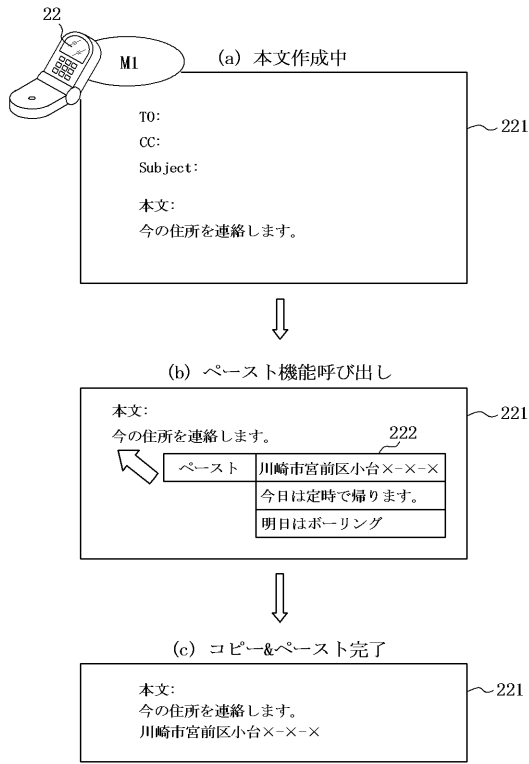 22
M1
(a) 本文作成中
221
TO:
CC:
Subject:
本文:
今の住所を連絡します。
(b) ペースト機能呼び出し
221
本文:
今の住所を連絡します。
222
ペースト 川崎市宮前区小台×-×-×
今日は定時で帰ります。
明日はボーリング
(c) コピー&ペースト完了
221
本文:
今の住所を連絡します。
川崎市宮前区小台×-×-×